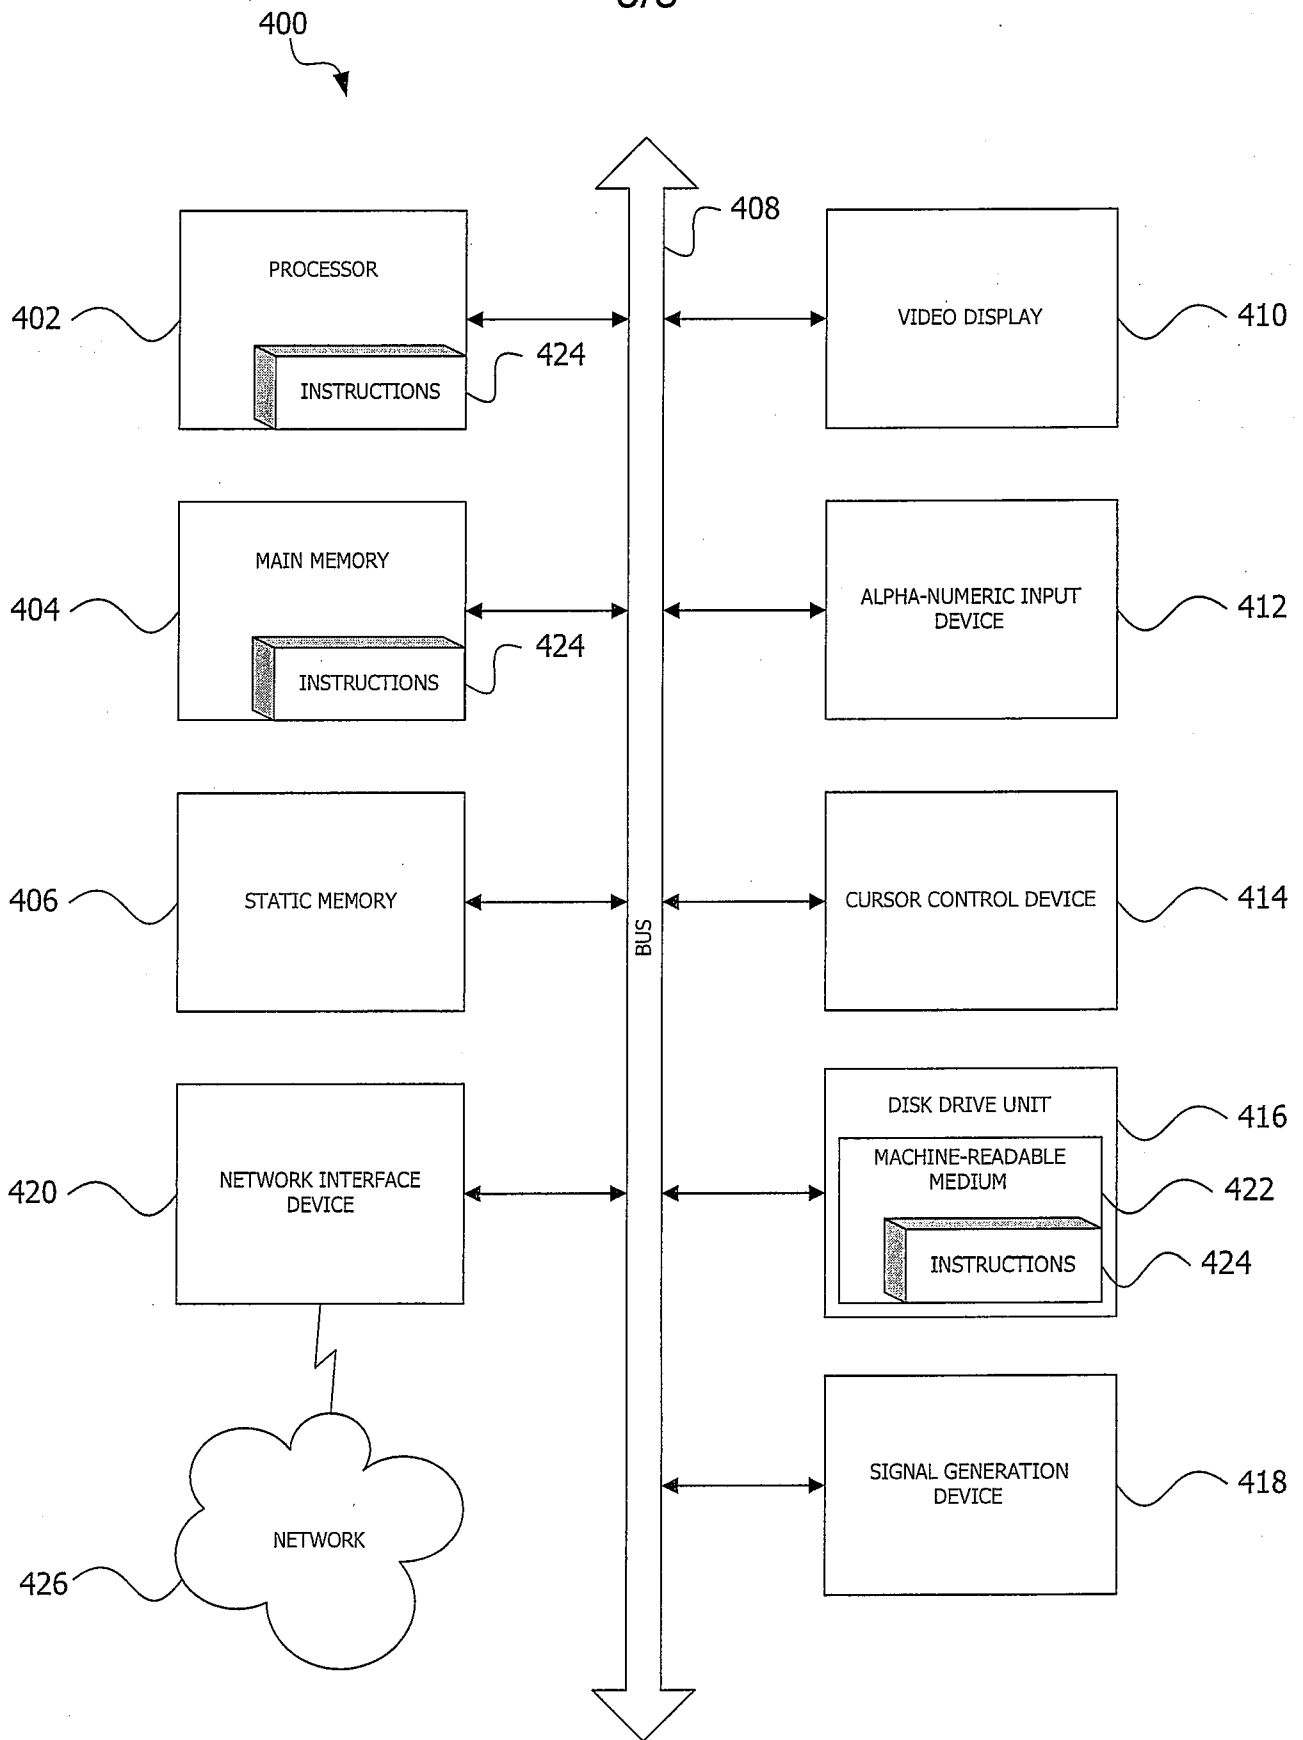 400
408
PROCESSOR
402
424
INSTRUCTIONS
VIDEO DISPLAY
410
MAIN MEMORY
404
424
INSTRUCTIONS
ALPHA-NUMERIC INPUT
DEVICE
412
406
STATIC MEMORY
BUS
CURSOR CONTROL DEVICE
414
420
NETWORK INTERFACE
DEVICE
DISK DRIVE UNIT
416
MACHINE-READABLE
MEDIUM
422
INSTRUCTIONS
424
NETWORK
426
SIGNAL GENERATION
DEVICE
418